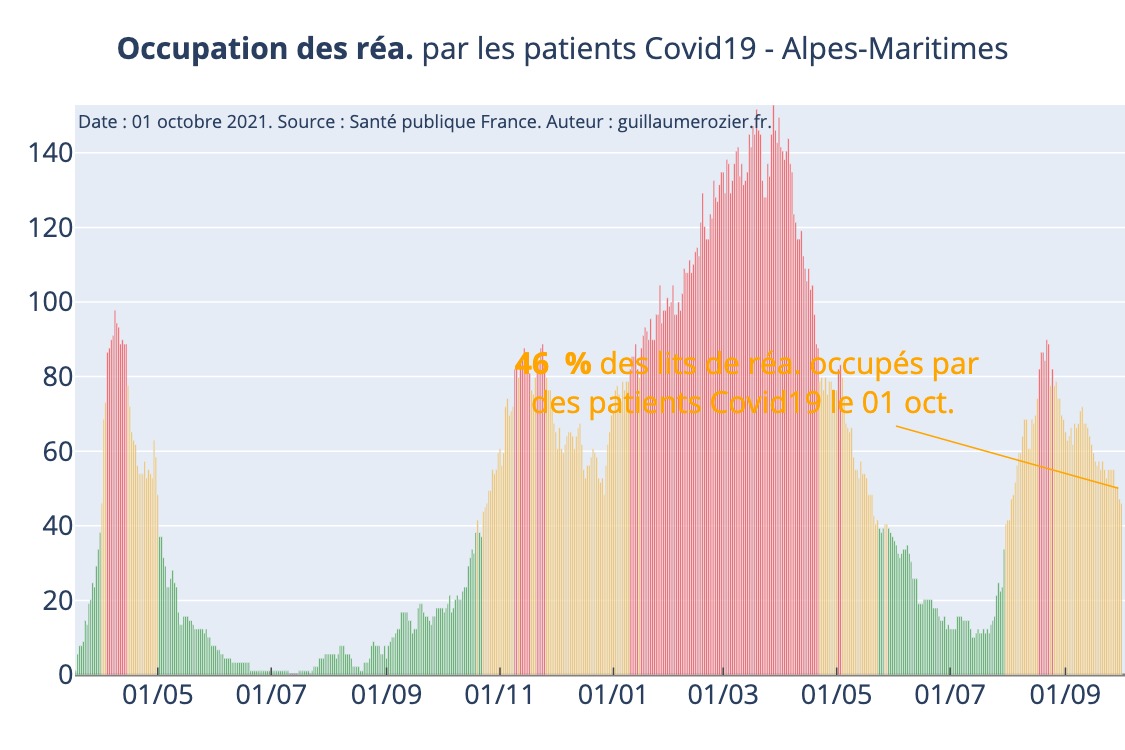 Occupation des réa. par les patients Covid19 - Alpes-Maritimes
Date : 01 octobre 2021. Source : Santé publique France. Auteur : guillaumerozier.fr.
140
120
100
80
60
40
20
0
46 % des lits de réa. occupés par
des patients Covid19 le 01 oct.
01/05 01/07 01/09 01/11 01/01 01/03 01/05 01/07 01/09